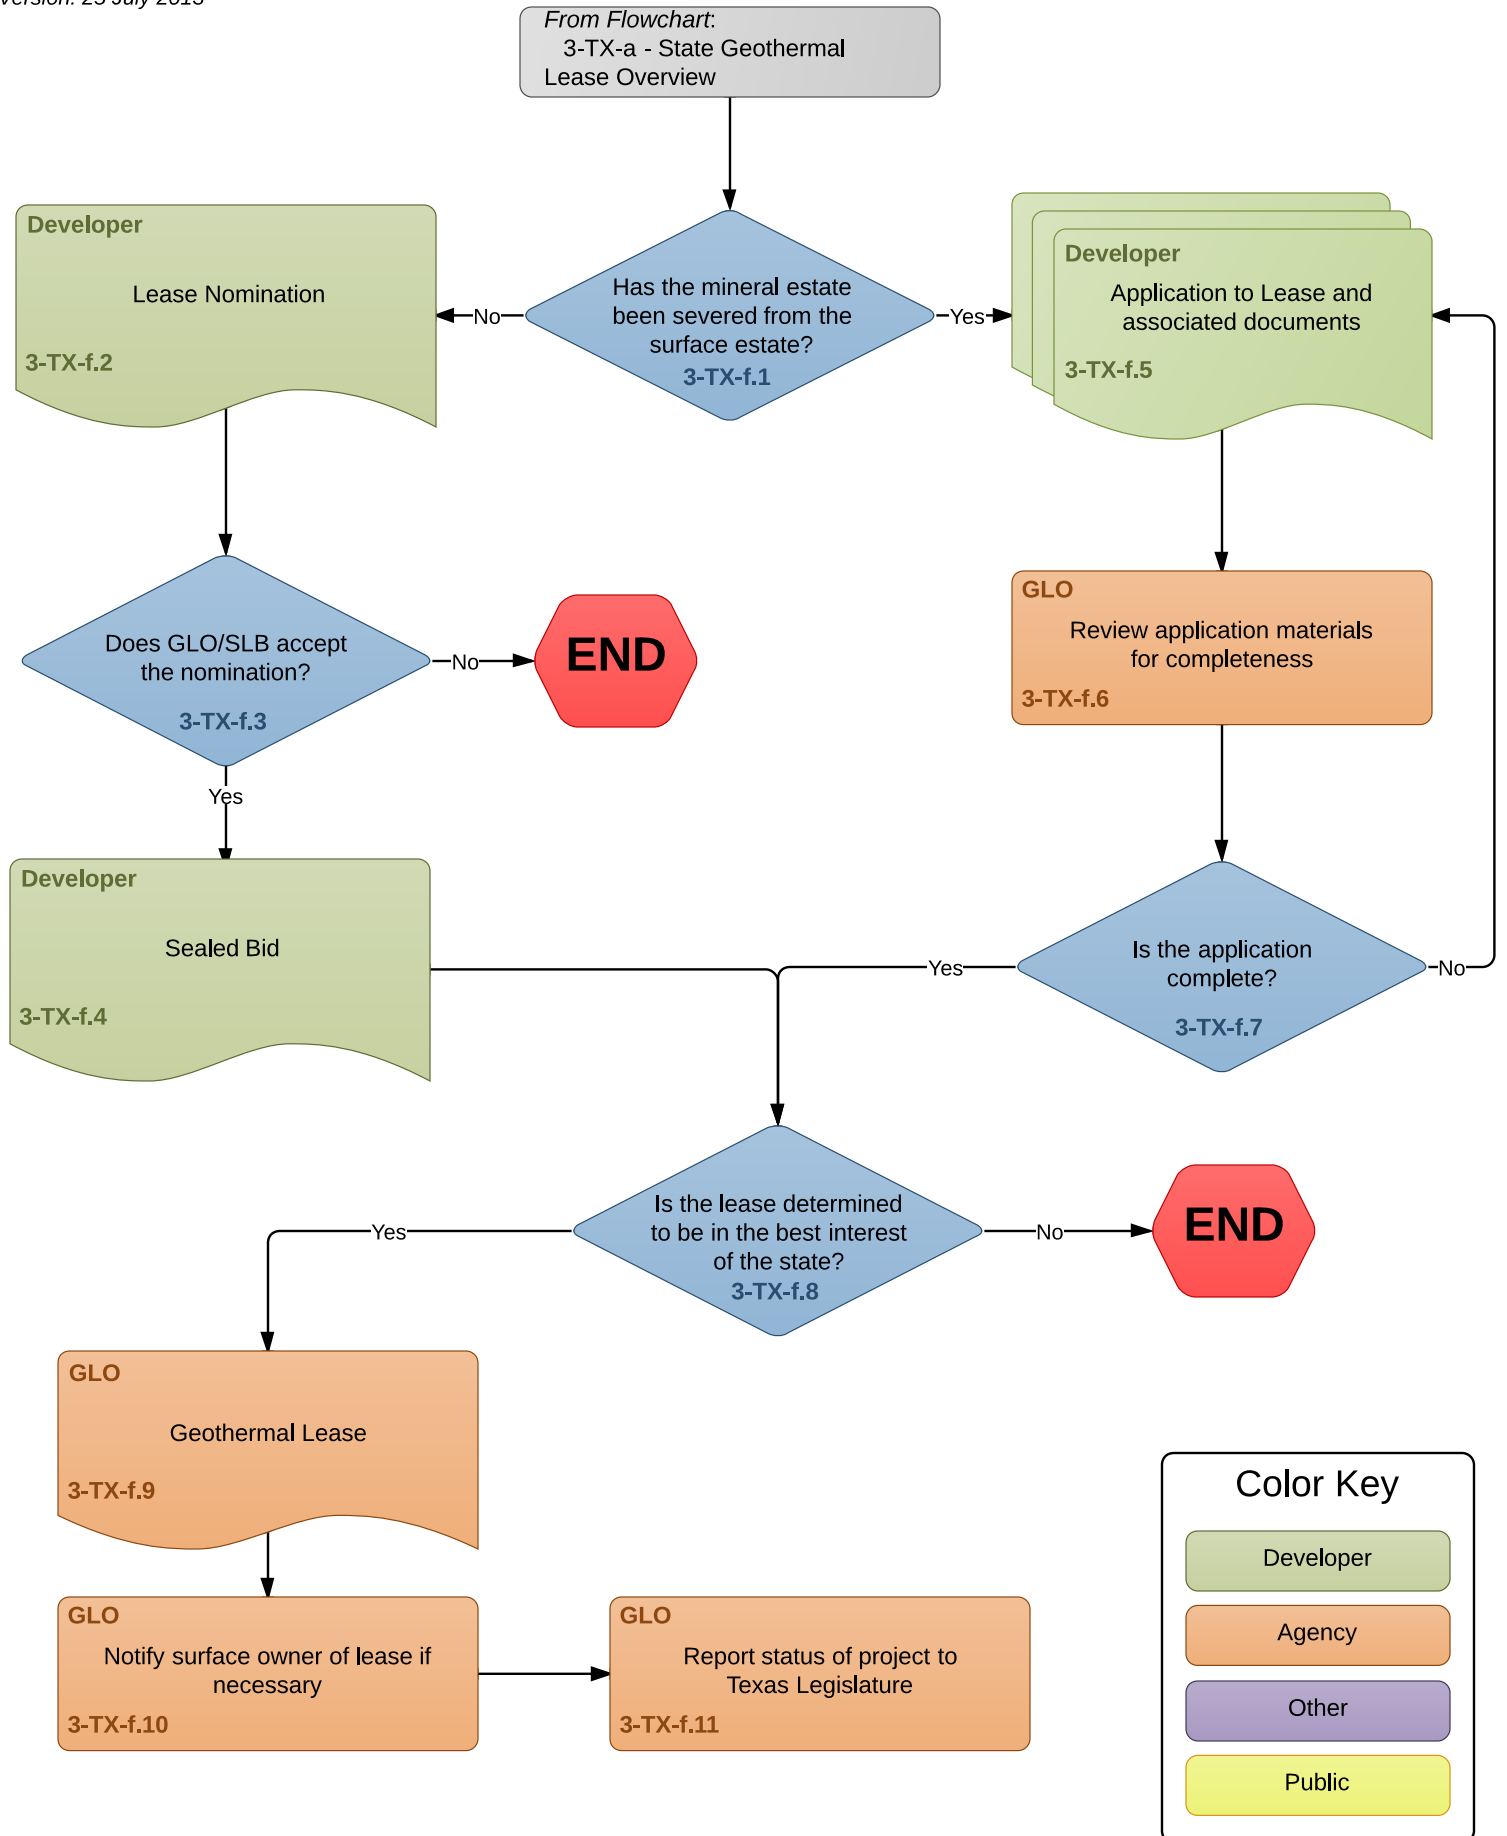 From Flowchart:
3-TX-a - State Geothermal
Lease Overview
Developer
Lease Nomination
3-TX-f.2
Has the mineral estate
been severed from the
surface estate?
3-TX-f.1
No
Yes
Developer
Application to Lease and
associated documents
3-TX-f.5
Does GLO/SLB accept
the nomination?
3-TX-f.3
No
END
Yes
GLO
Review application materials
for completeness
3-TX-f.6
Developer
Sealed Bid
3-TX-f.4
Is the application
complete?
3-TX-f.7
Yes
No
Is the lease determined
to be in the best interest
of the state?
3-TX-f.8
Yes
No
END
GLO
Geothermal Lease
3-TX-f.9
GLO
Notify surface owner of lease if
necessary
3-TX-f.10
GLO
Report status of project to
Texas Legislature
3-TX-f.11
Color Key
Developer
Agency
Other
Public